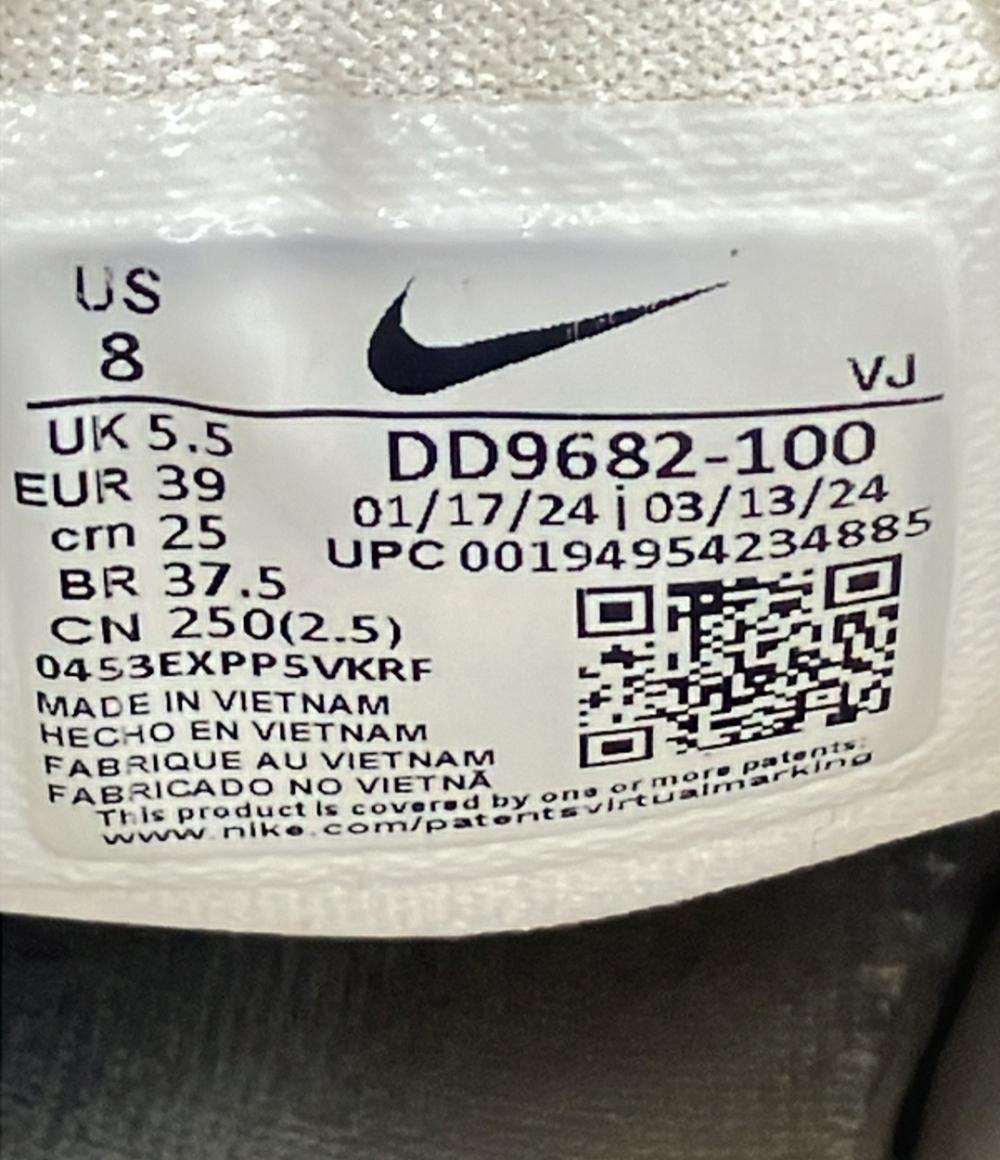 US
8
VJ
UK 5.5
EUR 39
cm 25
BR 37.5
CN 250(2.5)
DD9682-100
01/17/24 | 03/13/24
UPC 00194954234885
0453EXPP5VKRF
MADE IN VIETNAM
HECHO EN VIETNAM
FABRIQUE AU VIETNAM
FABRICADO NO VIETNÃ
This product is covered by one or more patents:
www.nike.com/patentsvirtualmarking